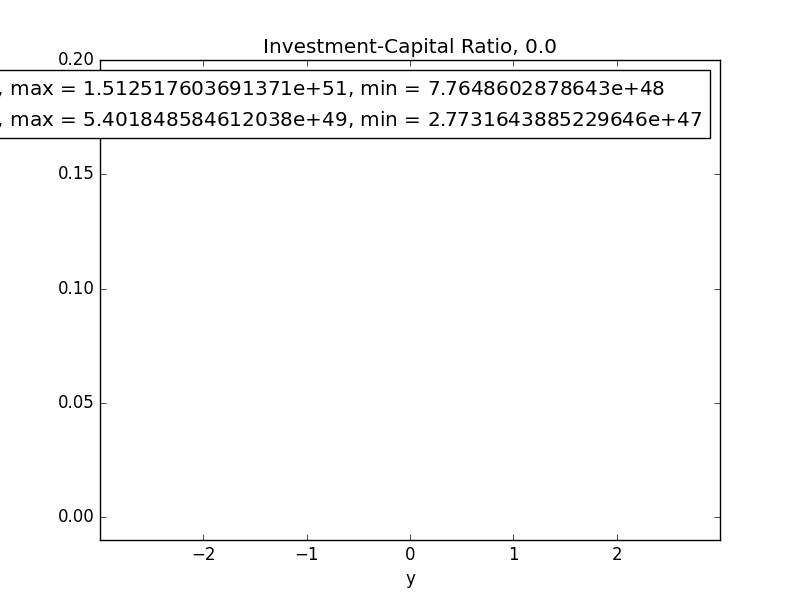 Investment-Capital Ratio, 0.0
0.20
, max = 1.512517603691371e+51, min = 7.7648602878643e+48
, max = 5.401848584612038e+49, min = 2.7731643885229646e+47
0.15
0.10
0.05
0.00
−2 −1 0 1 2
y